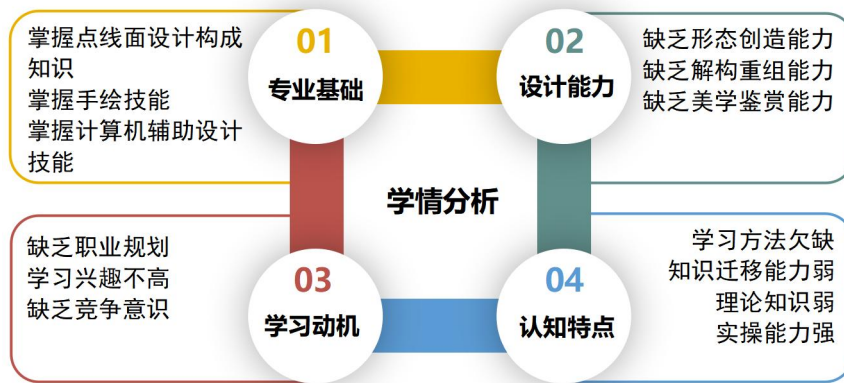 掌握点线面设计构成
知识
掌握手绘技能
掌握计算机辅助设计
技能
01
专业基础
02
设计能力
缺乏形态创造能力
缺乏解构重组能力
缺乏美学鉴赏能力
学情分析
缺乏职业规划
学习兴趣不高
缺乏竞争意识
03
学习动机
04
认知特点
学习方法欠缺
知识迁移能力弱
理论知识弱
实操能力强